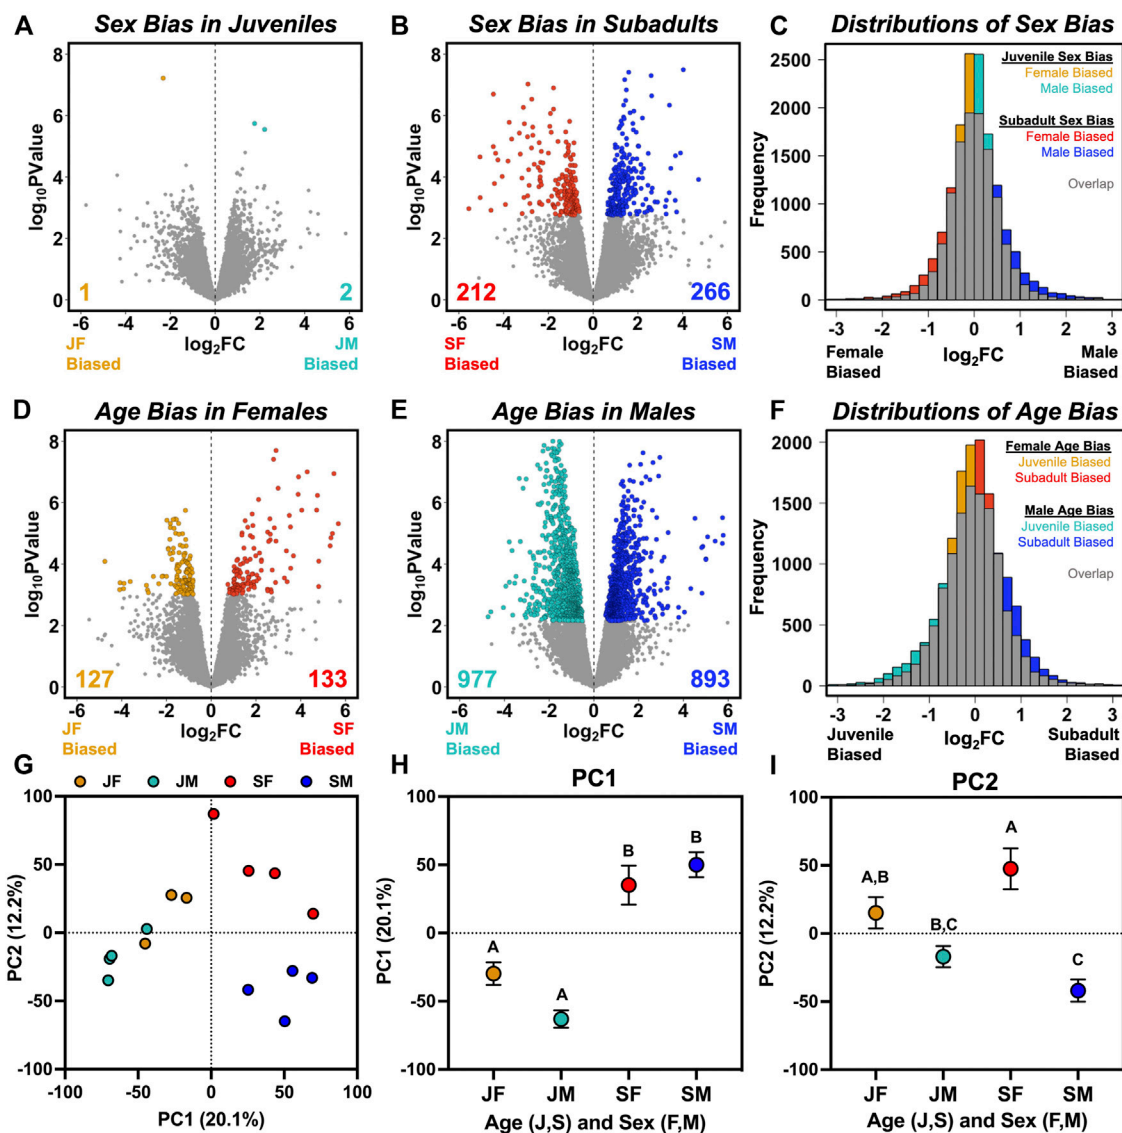 A Sex Bias in Juveniles
8
6
4
2
0
log10PValue
1
2
-6 -4 -2 0 2 4 6
JF Biased
log2FC
JM Biased
B Sex Bias in Subadults
8
6
4
2
0
log10PValue
212
266
-6 -4 -2 0 2 4 6
SF Biased
log2FC
SM Biased
C Distributions of Sex Bias
2500
2000
1500
1000
500
0
Frequency
Juvenile Sex Bias
Female Biased
Male Biased
Subadult Sex Bias
Female Biased
Male Biased
Overlap
-3 -2 -1 0 1 2 3
Female Biased
log2FC
Male Biased
D Age Bias in Females
8
6
4
2
0
log10PValue
127
133
-6 -4 -2 0 2 4 6
JF Biased
log2FC
SF Biased
E Age Bias in Males
8
6
4
2
0
log10PValue
977
893
-6 -4 -2 0 2 4 6
JM Biased
log2FC
SM Biased
F Distributions of Age Bias
2000
1500
1000
500
0
Frequency
Female Age Bias
Juvenile Biased
Subadult Biased
Male Age Bias
Juvenile Biased
Subadult Biased
Overlap
-3 -2 -1 0 1 2 3
Juvenile Biased
log2FC
Subadult Biased
G JF JM SF SM
100
50
0
-50
-100
PC2 (12.2%)
-100 -50 0 50 100
PC1 (20.1%)
H PC1
100
50
0
-50
-100
PC1 (20.1%)
A
A
B
B
JF JM SF SM
Age (J,S) and Sex (F,M)
I PC2
100
50
0
-50
-100
PC2 (12.2%)
A,B
B,C
A
C
JF JM SF SM
Age (J,S) and Sex (F,M)